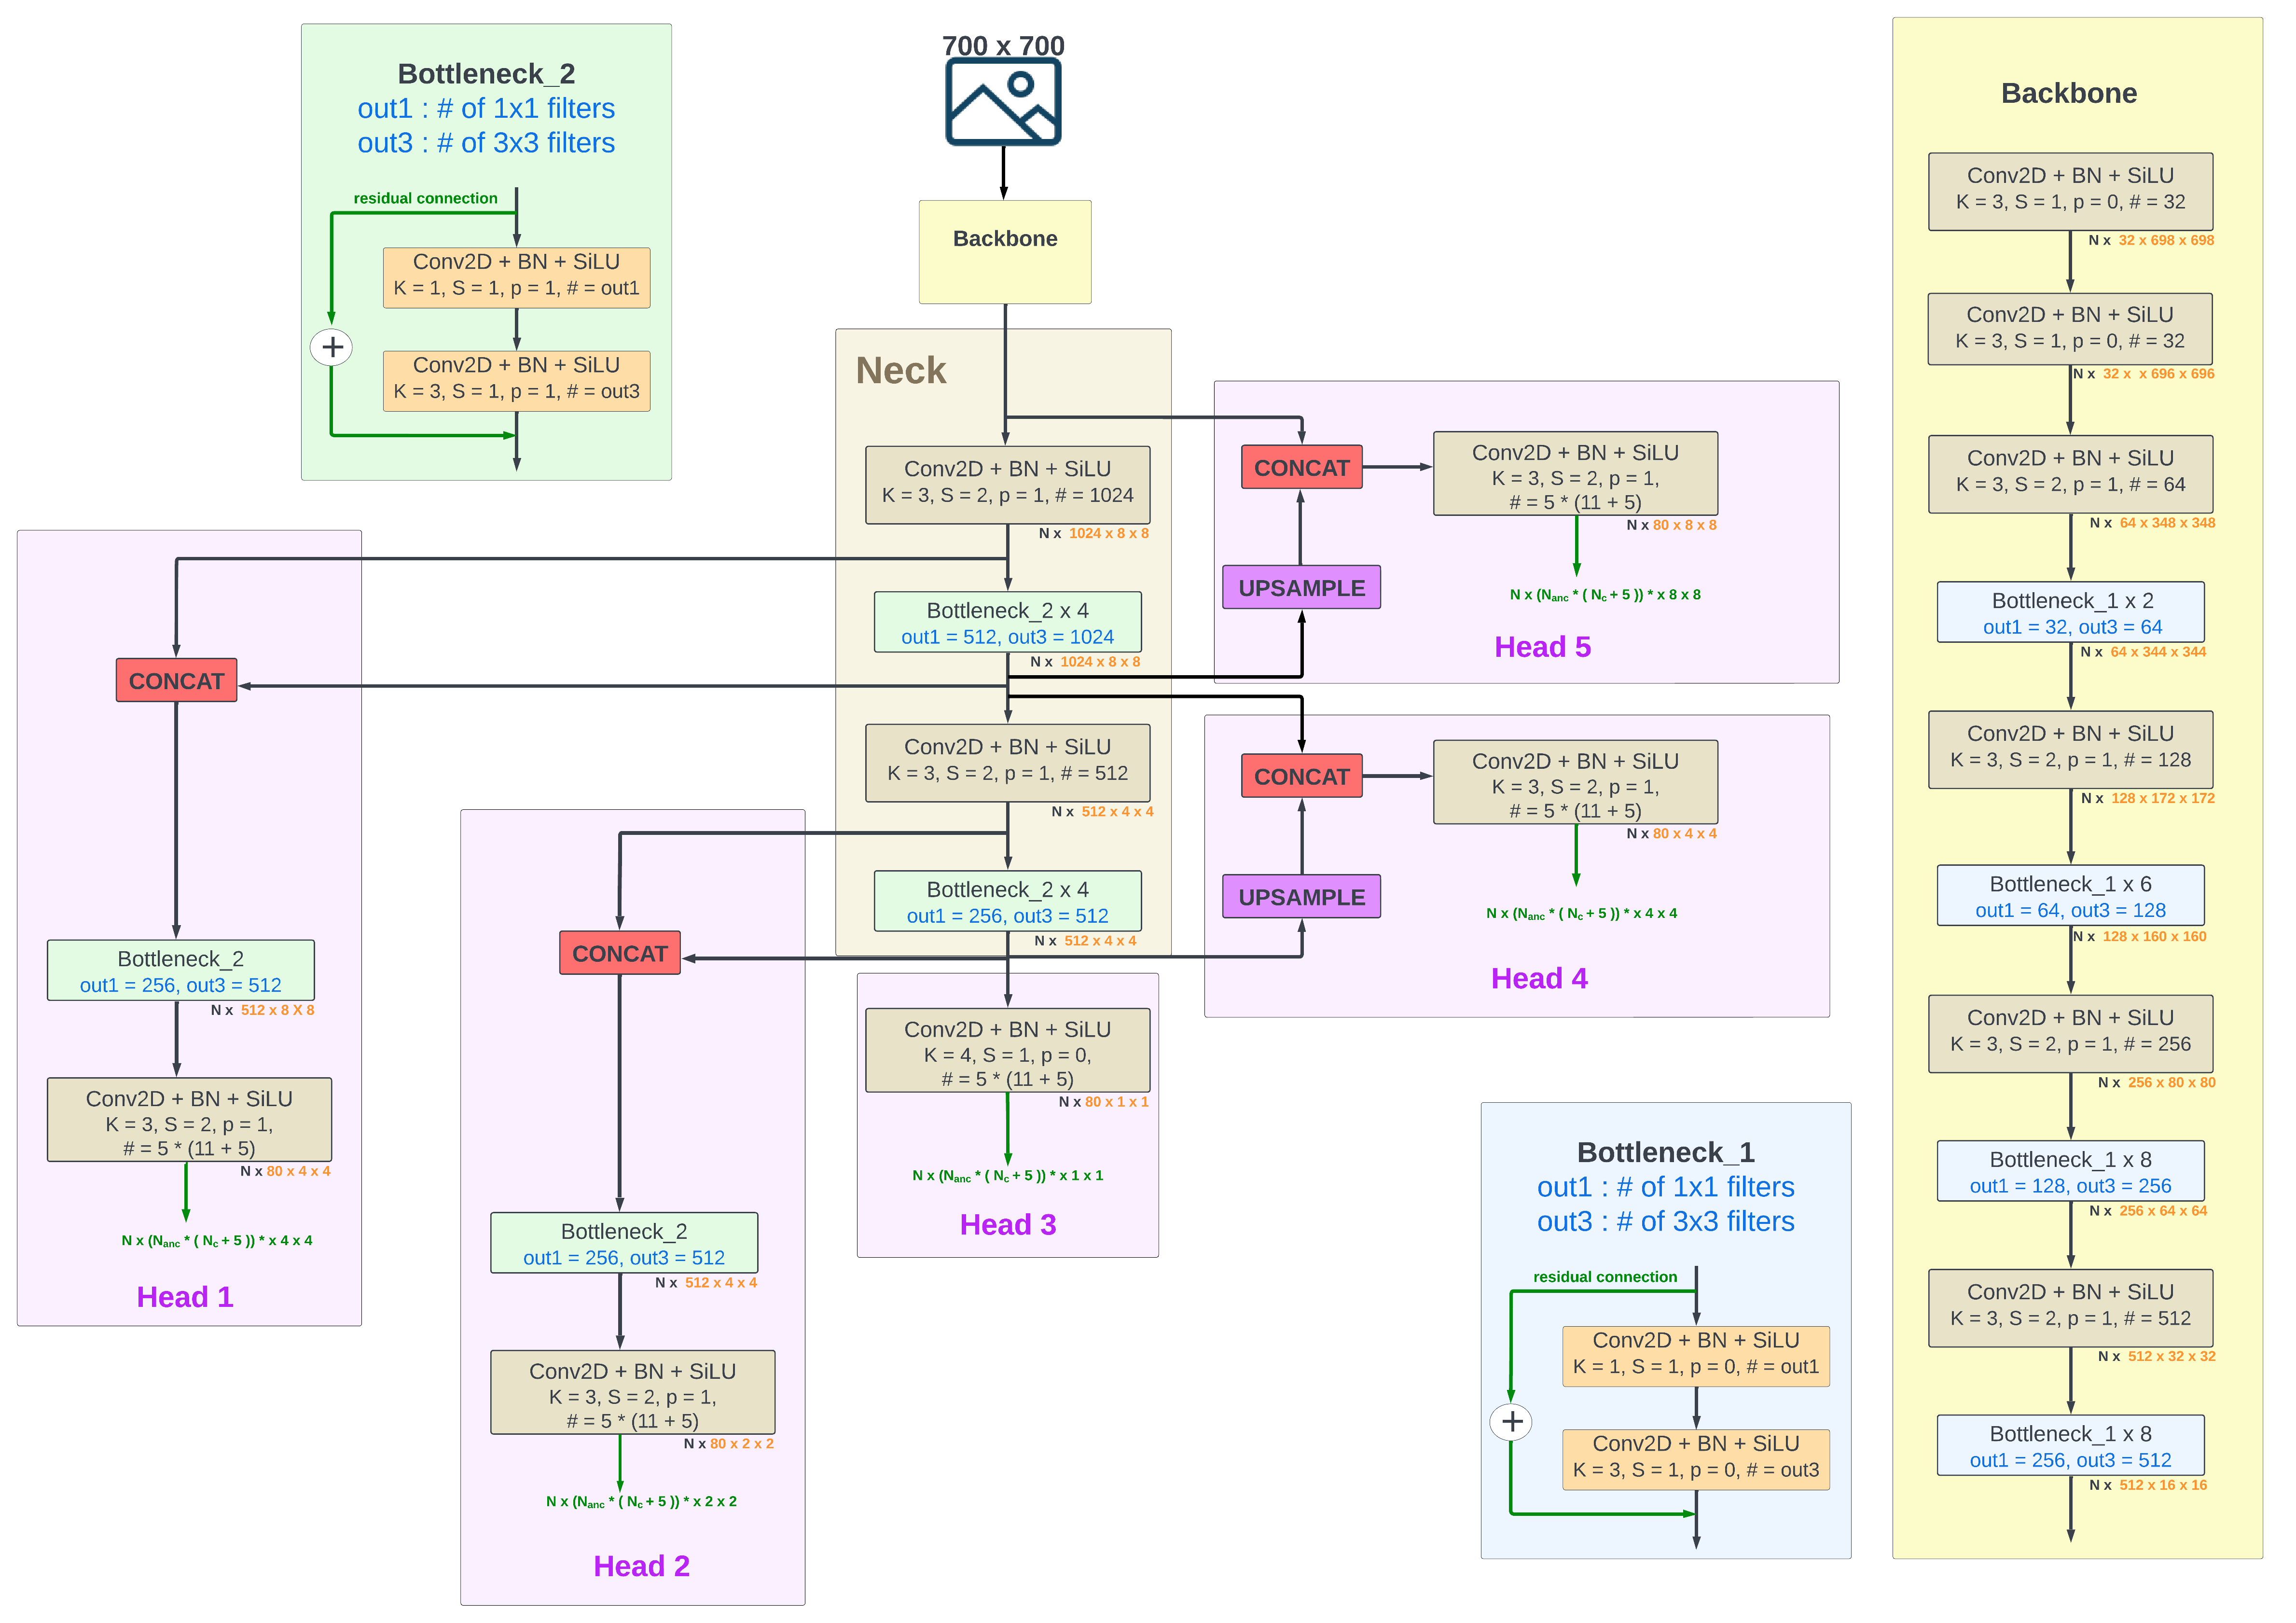 Bottleneck_2
out1 : # of 1x1 filters
out3 : # of 3x3 filters
residual connection
Conv2D + BN + SiLU
K = 1, S = 1, p = 1, # = out1
+
Conv2D + BN + SiLU
K = 3, S = 1, p = 1, # = out3
700 x 700
Backbone
Neck
Conv2D + BN + SiLU
K = 3, S = 2, p = 1, # = 1024
N x 1024 x 8 x 8
Bottleneck_2 x 4
out1 = 512, out3 = 1024
N x 1024 x 8 x 8
Conv2D + BN + SiLU
K = 3, S = 2, p = 1, # = 512
N x 512 x 4 x 4
Bottleneck_2 x 4
out1 = 256, out3 = 512
N x 512 x 4 x 4
CONCAT
Bottleneck_2
out1 = 256, out3 = 512
N x 512 x 8 X 8
Conv2D + BN + SiLU
K = 3, S = 2, p = 1,
# = 5 * (11 + 5)
N x 80 x 4 x 4
N x (Nanc * ( Nc + 5 )) * x 4 x 4
Head 1
CONCAT
Bottleneck_2
out1 = 256, out3 = 512
N x 512 x 4 x 4
Conv2D + BN + SiLU
K = 3, S = 2, p = 1,
# = 5 * (11 + 5)
N x 80 x 2 x 2
N x (Nanc * ( Nc + 5 )) * x 2 x 2
Head 2
Conv2D + BN + SiLU
K = 4, S = 1, p = 0,
# = 5 * (11 + 5)
N x 80 x 1 x 1
N x (Nanc * ( Nc + 5 )) * x 1 x 1
Head 3
CONCAT
Conv2D + BN + SiLU
K = 3, S = 2, p = 1,
# = 5 * (11 + 5)
N x 80 x 8 x 8
UPSAMPLE
N x (Nanc * ( Nc + 5 )) * x 8 x 8
Head 5
CONCAT
Conv2D + BN + SiLU
K = 3, S = 2, p = 1,
# = 5 * (11 + 5)
N x 80 x 4 x 4
UPSAMPLE
N x (Nanc * ( Nc + 5 )) * x 4 x 4
Head 4
Bottleneck_1
out1 : # of 1x1 filters
out3 : # of 3x3 filters
residual connection
Conv2D + BN + SiLU
K = 1, S = 1, p = 0, # = out1
+
Conv2D + BN + SiLU
K = 3, S = 1, p = 0, # = out3
Backbone
Conv2D + BN + SiLU
K = 3, S = 1, p = 0, # = 32
N x 32 x 698 x 698
Conv2D + BN + SiLU
K = 3, S = 1, p = 0, # = 32
N x 32 x x 696 x 696
Conv2D + BN + SiLU
K = 3, S = 2, p = 1, # = 64
N x 64 x 348 x 348
Bottleneck_1 x 2
out1 = 32, out3 = 64
N x 64 x 344 x 344
Conv2D + BN + SiLU
K = 3, S = 2, p = 1, # = 128
N x 128 x 172 x 172
Bottleneck_1 x 6
out1 = 64, out3 = 128
N x 128 x 160 x 160
Conv2D + BN + SiLU
K = 3, S = 2, p = 1, # = 256
N x 256 x 80 x 80
Bottleneck_1 x 8
out1 = 128, out3 = 256
N x 256 x 64 x 64
Conv2D + BN + SiLU
K = 3, S = 2, p = 1, # = 512
N x 512 x 32 x 32
Bottleneck_1 x 8
out1 = 256, out3 = 512
N x 512 x 16 x 16